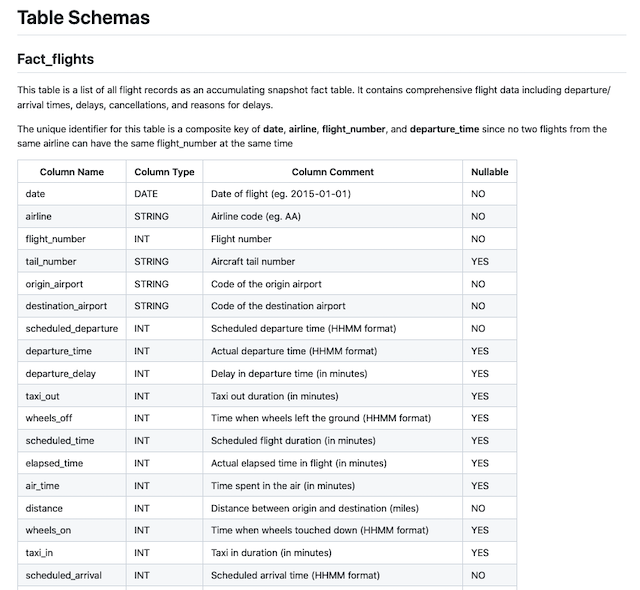 Table Schemas
Fact_flights
This table is a list of all flight records as an accumulating snapshot fact table. It contains comprehensive flight data including departure/
arrival times, delays, cancellations, and reasons for delays.
The unique identifier for this table is a composite key of date, airline, flight_number, and departure_time since no two flights from the
same airline can have the same flight_number at the same time
Column Name Column Type Column Comment Nullable
date DATE Date of flight (eg. 2015-01-01) NO
airline STRING Airline code (eg. AA) NO
flight_number INT Flight number NO
tail_number STRING Aircraft tail number YES
origin_airport STRING Code of the origin airport NO
destination_airport STRING Code of the destination airport NO
scheduled_departure INT Scheduled departure time (HHMM format) NO
departure_time INT Actual departure time (HHMM format) YES
departure_delay INT Delay in departure time (in minutes) YES
taxi_out INT Taxi out duration (in minutes) YES
wheels_off INT Time when wheels left the ground (HHMM format) YES
scheduled_time INT Scheduled flight duration (in minutes) YES
elapsed_time INT Actual elapsed time in flight (in minutes) YES
air_time INT Time spent in the air (in minutes) YES
distance INT Distance between origin and destination (miles) NO
wheels_on INT Time when wheels touched down (HHMM format) YES
taxi_in INT Taxi in duration (in minutes) YES
scheduled_arrival INT Scheduled arrival time (HHMM format) NO